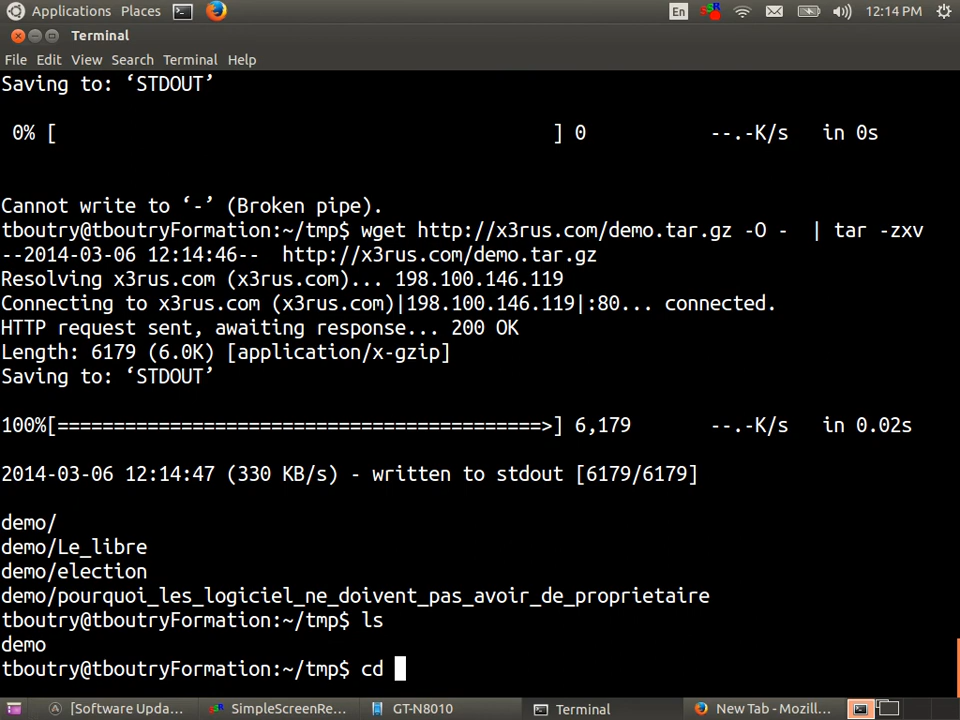 Applications Places En 12:14 PM
Terminal
File Edit View Search Terminal Help
Saving to: ‘STDOUT’
0% [ ] 0 --.-K/s in 0s
Cannot write to ‘-’ (Broken pipe).
tboutry@tboutryFormation:~/tmp$ wget http://x3rus.com/demo.tar.gz -O - | tar -zxv
--2014-03-06 12:14:46-- http://x3rus.com/demo.tar.gz
Resolving x3rus.com (x3rus.com)... 198.100.146.119
Connecting to x3rus.com (x3rus.com)|198.100.146.119|:80... connected.
HTTP request sent, awaiting response... 200 OK
Length: 6179 (6.0K) [application/x-gzip]
Saving to: ‘STDOUT’
100%[===========================================>] 6,179 --.-K/s in 0.02s
2014-03-06 12:14:47 (330 KB/s) - written to stdout [6179/6179]
demo/
demo/Le_libre
demo/election
demo/pourquoi_les_logiciel_ne_doivent_pas_avoir_de_proprietaire
tboutry@tboutryFormation:~/tmp$ ls
demo
tboutry@tboutryFormation:~/tmp$ cd
[Software Upda... SimpleScreenRe... GT-N8010 Terminal New Tab - Mozill...